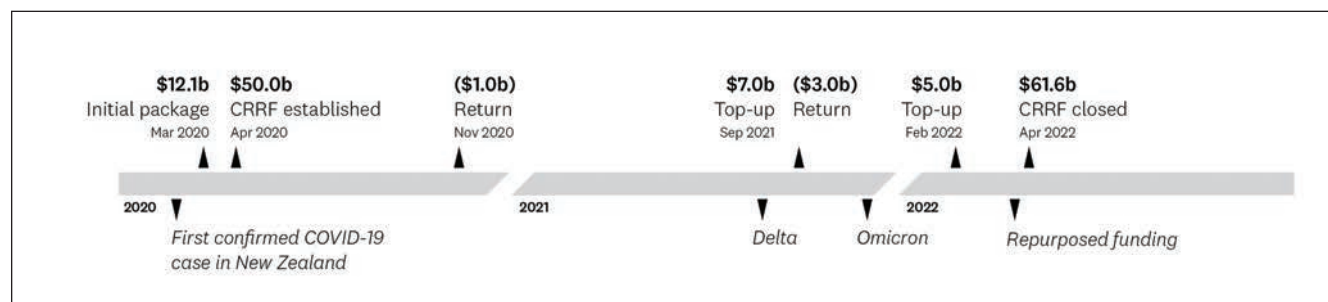 $12.1b
Initial package
Mar 2020
$50.0b
CRRF established
Apr 2020
($1.0b)
Return
Nov 2020
$7.0b
Top-up
Sep 2021
($3.0b)
Return
$5.0b
Top-up
Feb 2022
$61.6b
CRRF closed
Apr 2022
2020
2021
2022
First confirmed COVID-19
case in New Zealand
Delta
Omicron
Repurposed funding